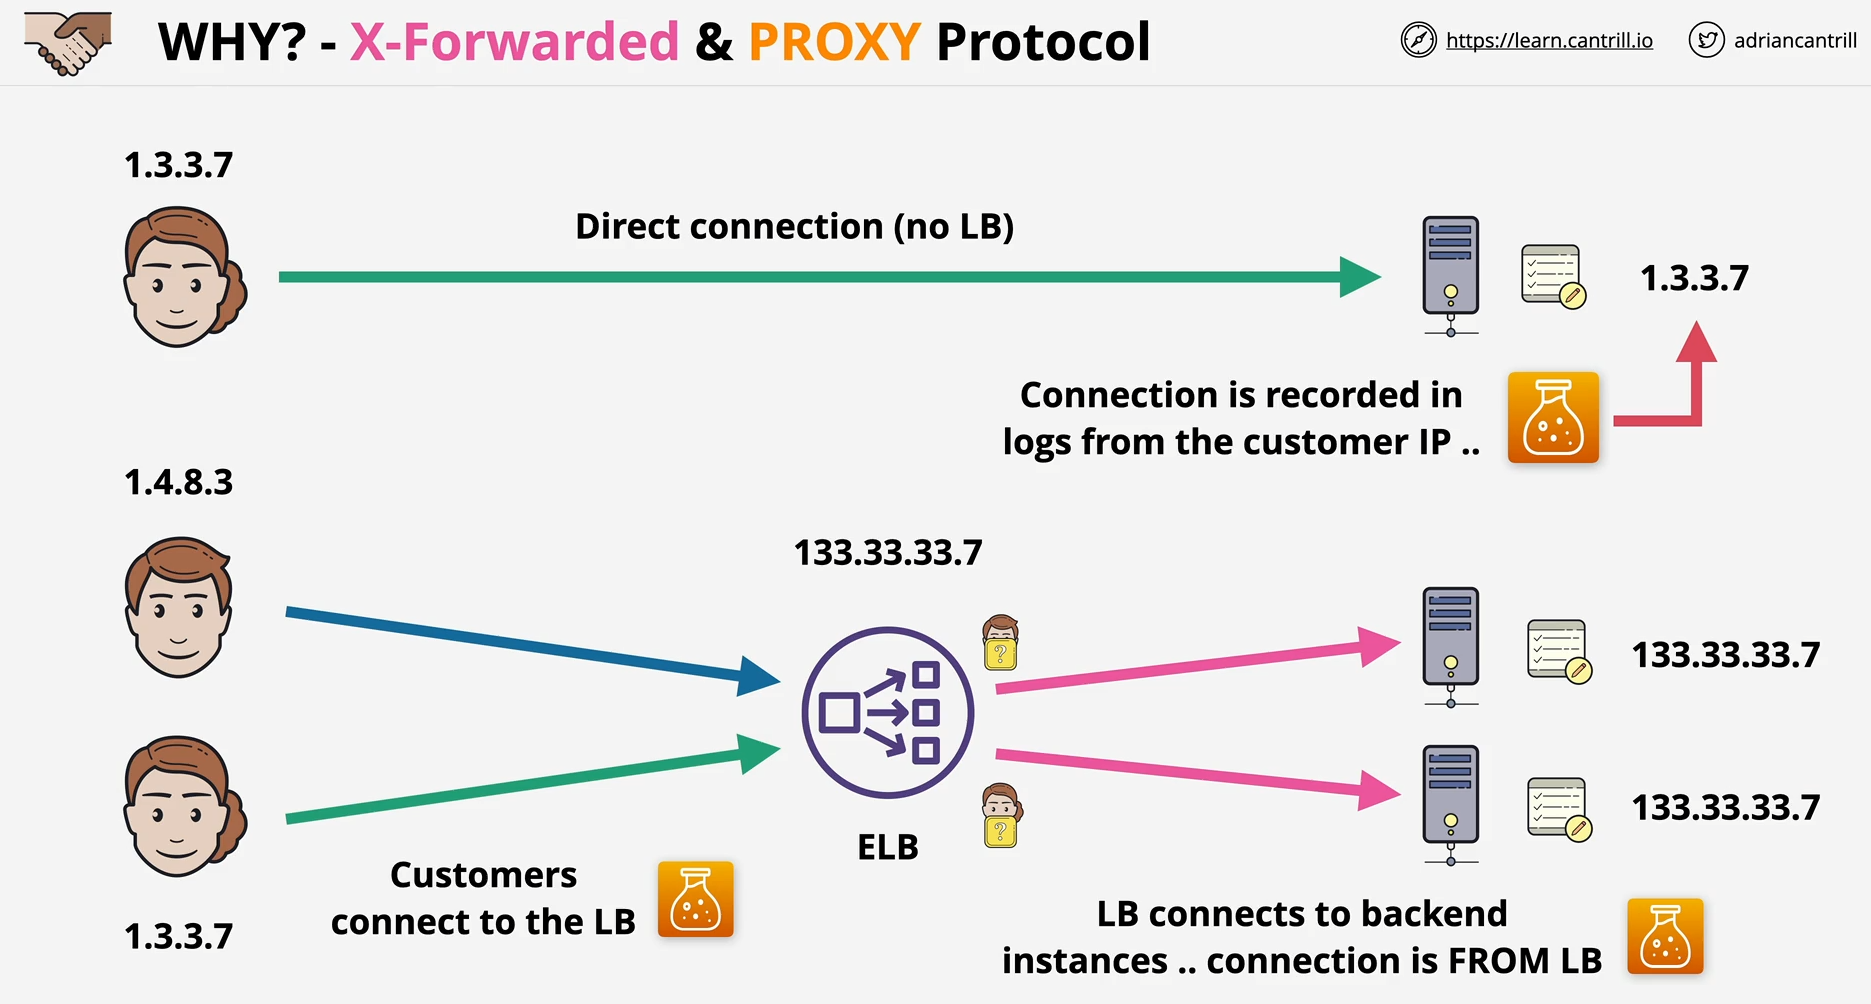 WHY? - X-Forwarded & PROXY Protocol
https://learn.cantrill.io
adriancantrill
1.3.3.7
Direct connection (no LB)
1.3.3.7
Connection is recorded in
logs from the customer IP ..
1.4.8.3
133.33.33.7
?
133.33.33.7
?
133.33.33.7
ELB
Customers
connect to the LB
1.3.3.7
LB connects to backend
instances .. connection is FROM LB